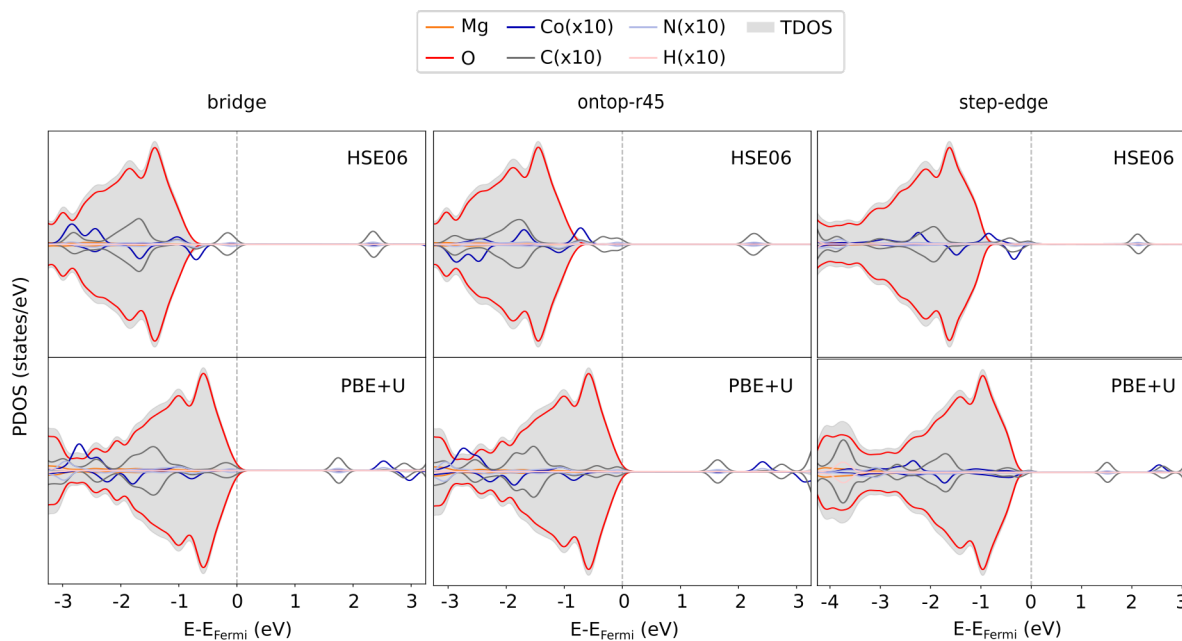 Mg Co(x10) N(x10) TDOS
O C(x10) H(x10)
bridge ontop-r45 step-edge
HSE06 HSE06 HSE06
PBE+U PBE+U PBE+U
PDOS (states/eV)
-3 -2 -1 0 1 2 3 -3 -2 -1 0 1 2 3 -4 -3 -2 -1 0 1 2 3
E-EFermi (eV) E-EFermi (eV) E-EFermi (eV)